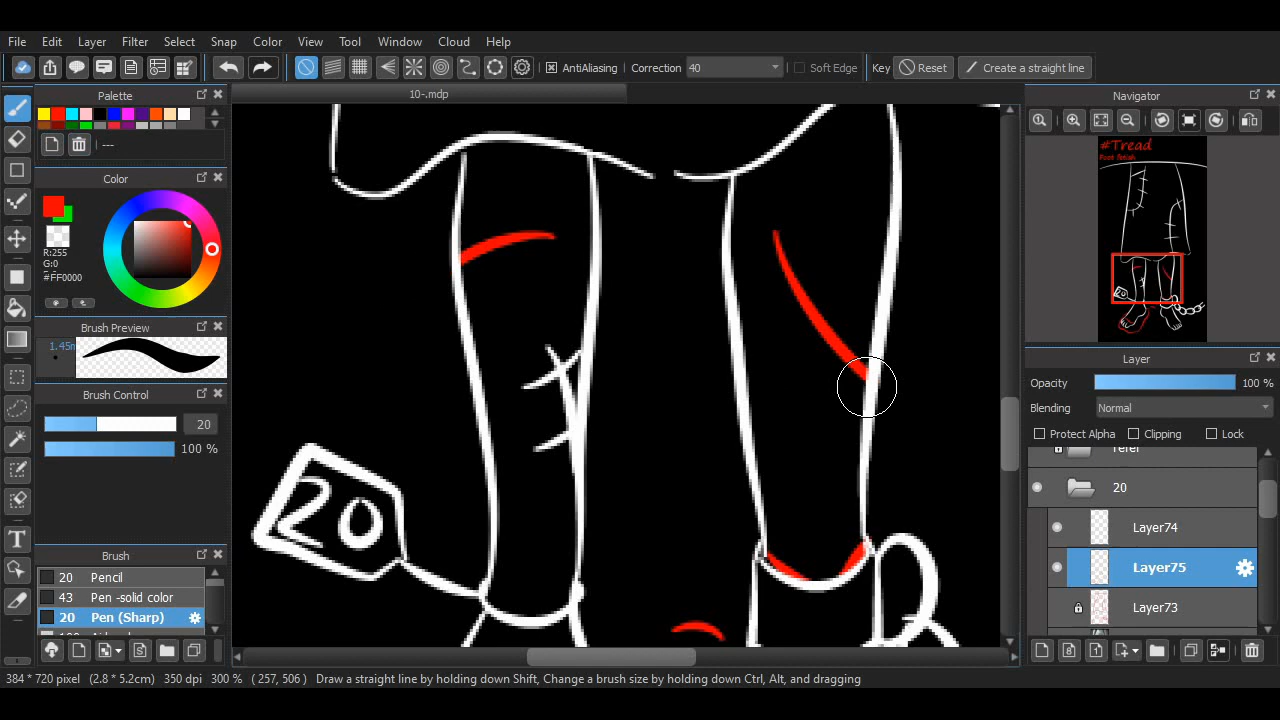 File Edit Layer Filter Select Snap Color View Tool Window Cloud Help
AntiAliasing Correction 40 Soft Edge Key Reset Create a straight line
Palette
10-.mdp
Navigator
---
#Tread
Foot fetish
Color
R:255
G:0
#FF0000
Brush Preview
1.45
Layer
Opacity 100 %
Brush Control
Blending Normal
20
Protect Alpha Clipping Lock
100 %
20
20
Layer74
Brush
Layer75
20 Pencil
43 Pen -solid color
Layer73
20 Pen (Sharp)
384 * 720 pixel (2.8 * 5.2cm) 350 dpi 300 % ( 257, 506 ) Draw a straight line by holding down Shift, Change a brush size by holding down Ctrl, Alt, and dragging